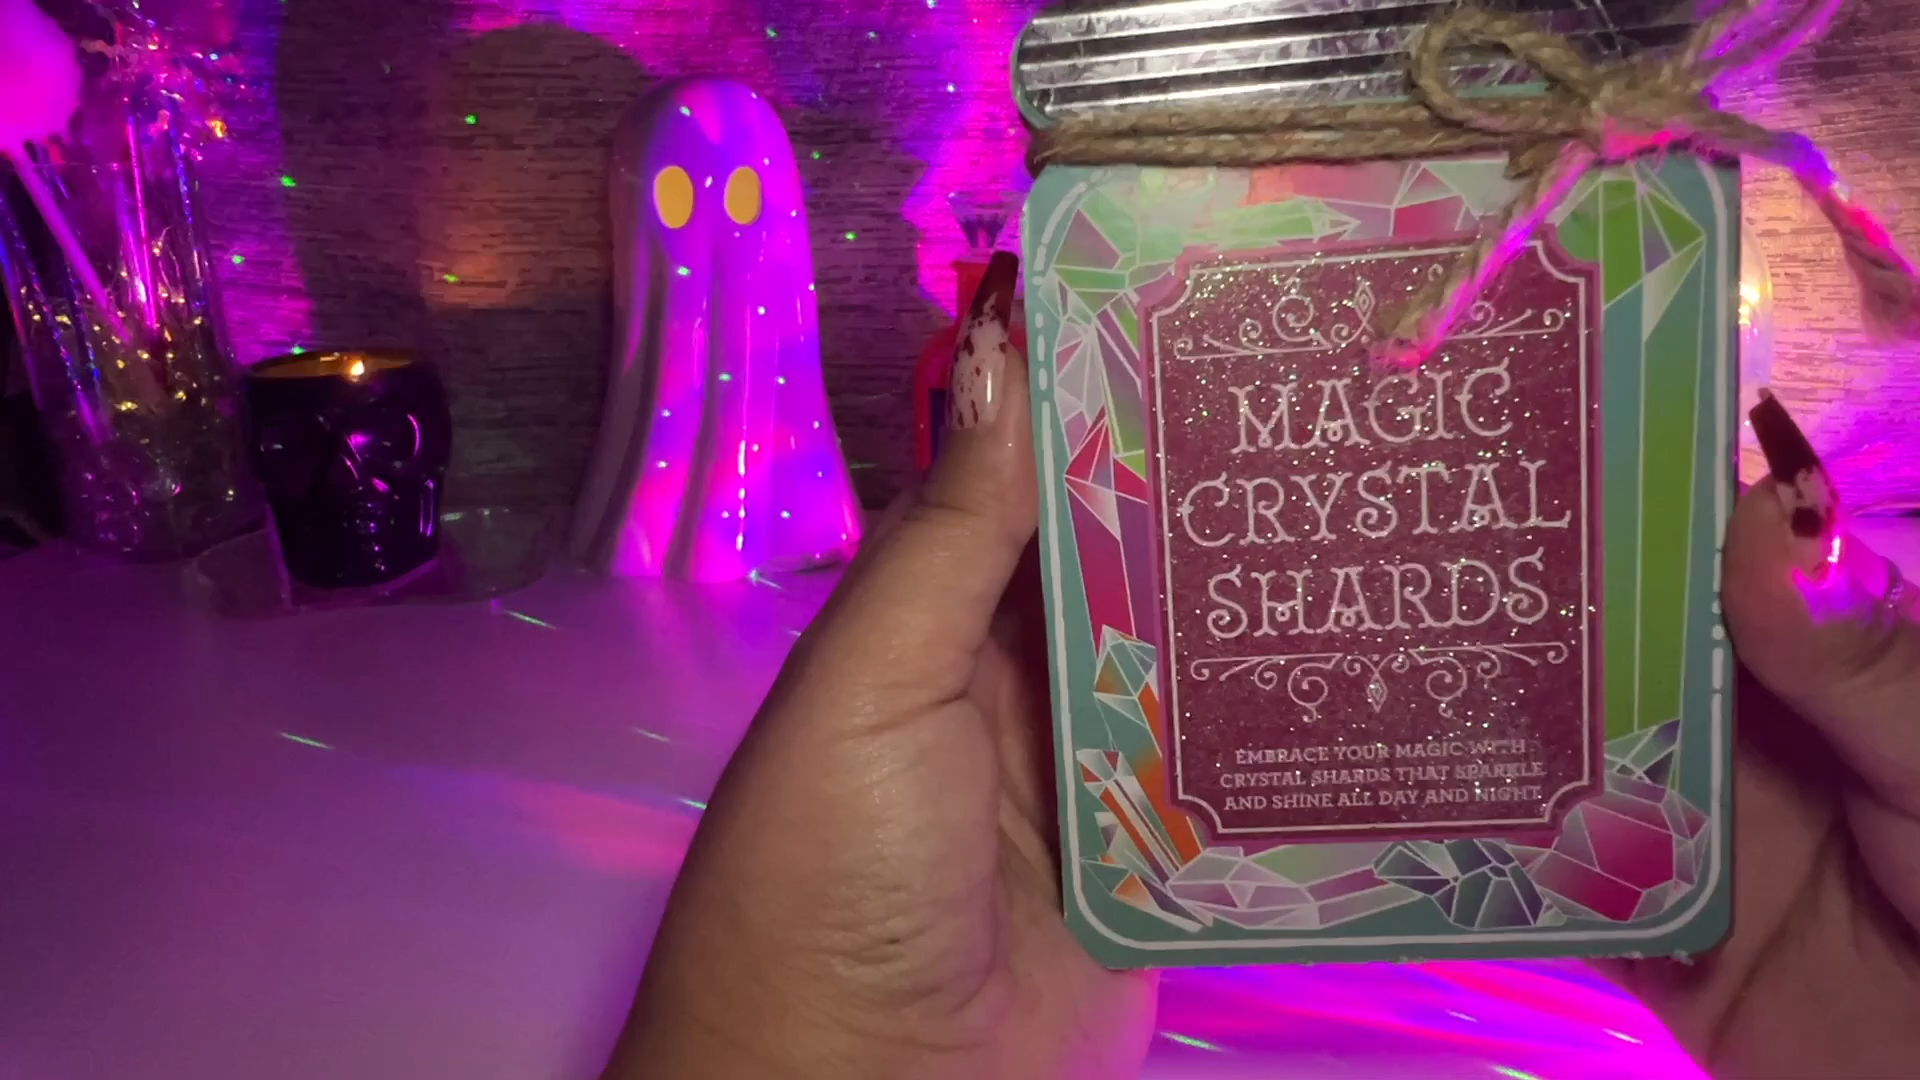 MAGIC
CRYSTAL
SHARDS
EMBRACE YOUR MAGIC WITH
CRYSTAL SHARDS THAT SPARKLE
AND SHINE ALL DAY AND NIGHT.